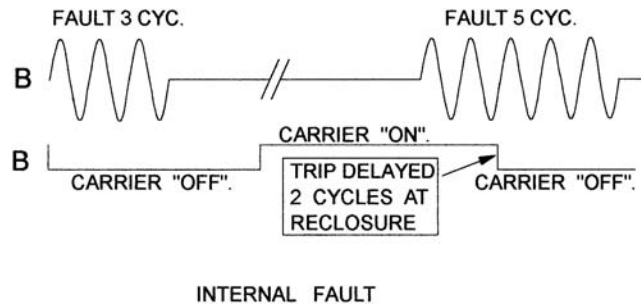 FAULT 3 CYC.
FAULT 5 CYC.
B
B
CARRIER "ON".
CARRIER "OFF".
TRIP DELAYED
2 CYCLES AT
RECLOSURE
CARRIER "OFF".
INTERNAL FAULT